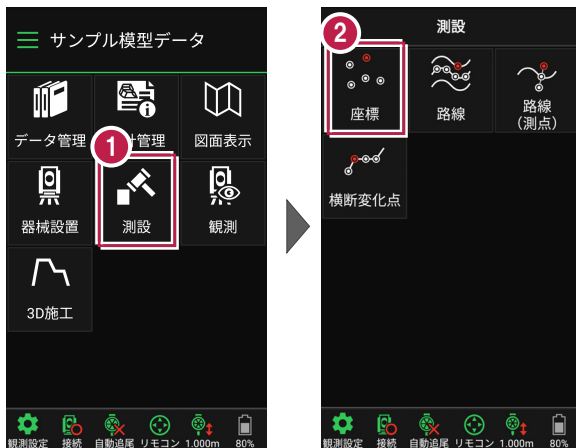 サンプル模型データ
データ管理
計管理
図面表示
1
器械設置
測設
観測
3D施工
観測設定 接続 自動追尾 リモコン 1.000m 80%
測設
2
座標
路線
路線
(測点)
横断変化点
観測設定 接続 自動追尾 リモコン 1.000m 80%